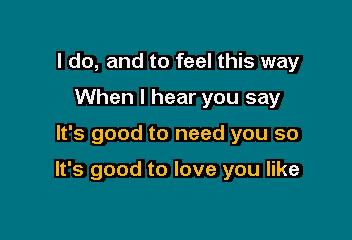 I do, and to feel this way
When I hear you say
It's good to need you so
It's good to love you like